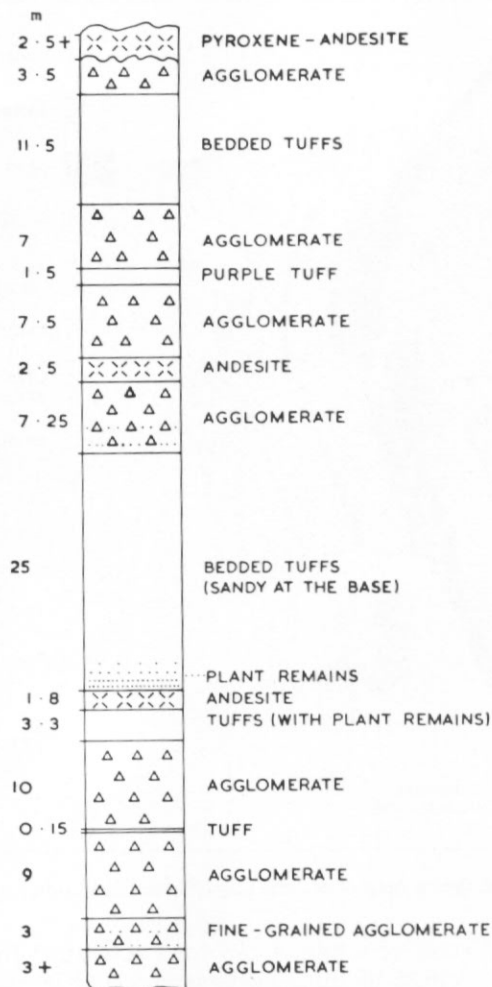 m
2·5+ PYROXENE-ANDESITE
3·5 AGGLOMERATE
11·5 BEDDED TUFFS
7 AGGLOMERATE
1·5 PURPLE TUFF
7·5 AGGLOMERATE
2·5 ANDESITE
7·25 AGGLOMERATE
25 BEDDED TUFFS
(SANDY AT THE BASE)
PLANT REMAINS
1·8 ANDESITE
3·3 TUFFS (WITH PLANT REMAINS)
10 AGGLOMERATE
0·15 TUFF
9 AGGLOMERATE
3 FINE-GRAINED AGGLOMERATE
3+ AGGLOMERATE